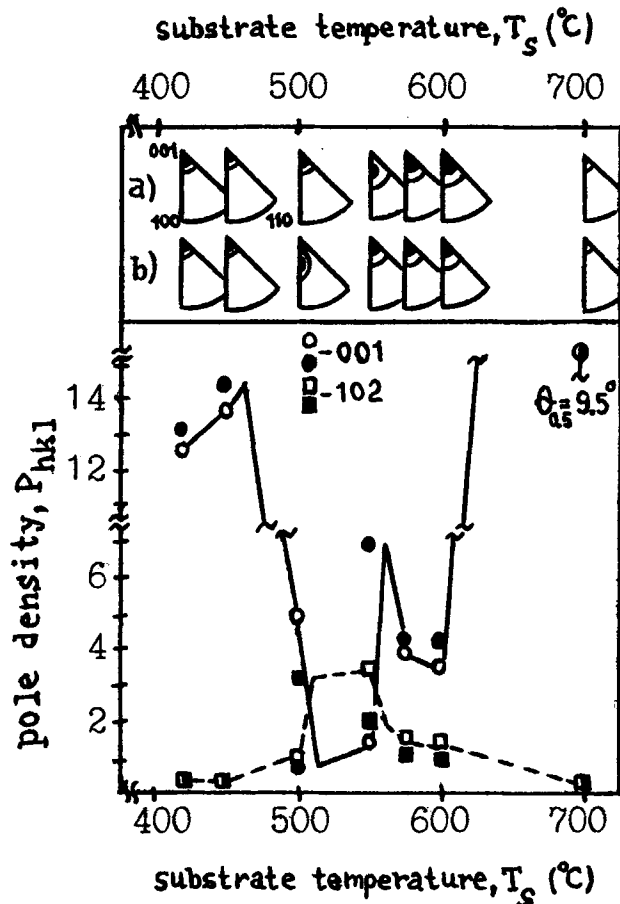 substrate temperature, Tₛ (°C)
400 500 600 700
a) 001 100 110
b)
○ ● -001
□ ■ -102
θ₀.₅ = 9.5°
pole density, Pₕₖₗ
14
12
6
4
2
400 500 600 700
substrate temperature, Tₛ (°C)